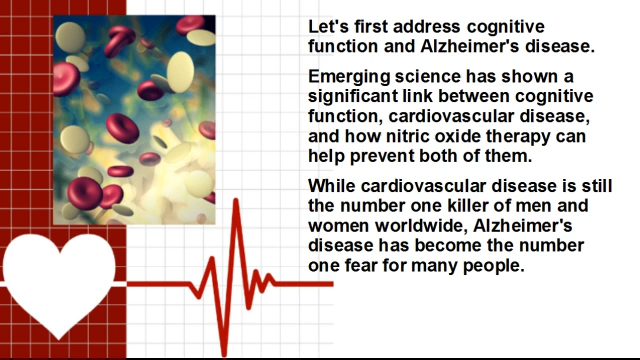 Let's first address cognitive
function and Alzheimer's disease.
Emerging science has shown a
significant link between cognitive
function, cardiovascular disease,
and how nitric oxide therapy can
help prevent both of them.
While cardiovascular disease is still
the number one killer of men and
women worldwide, Alzheimer's
disease has become the number
one fear for many people.